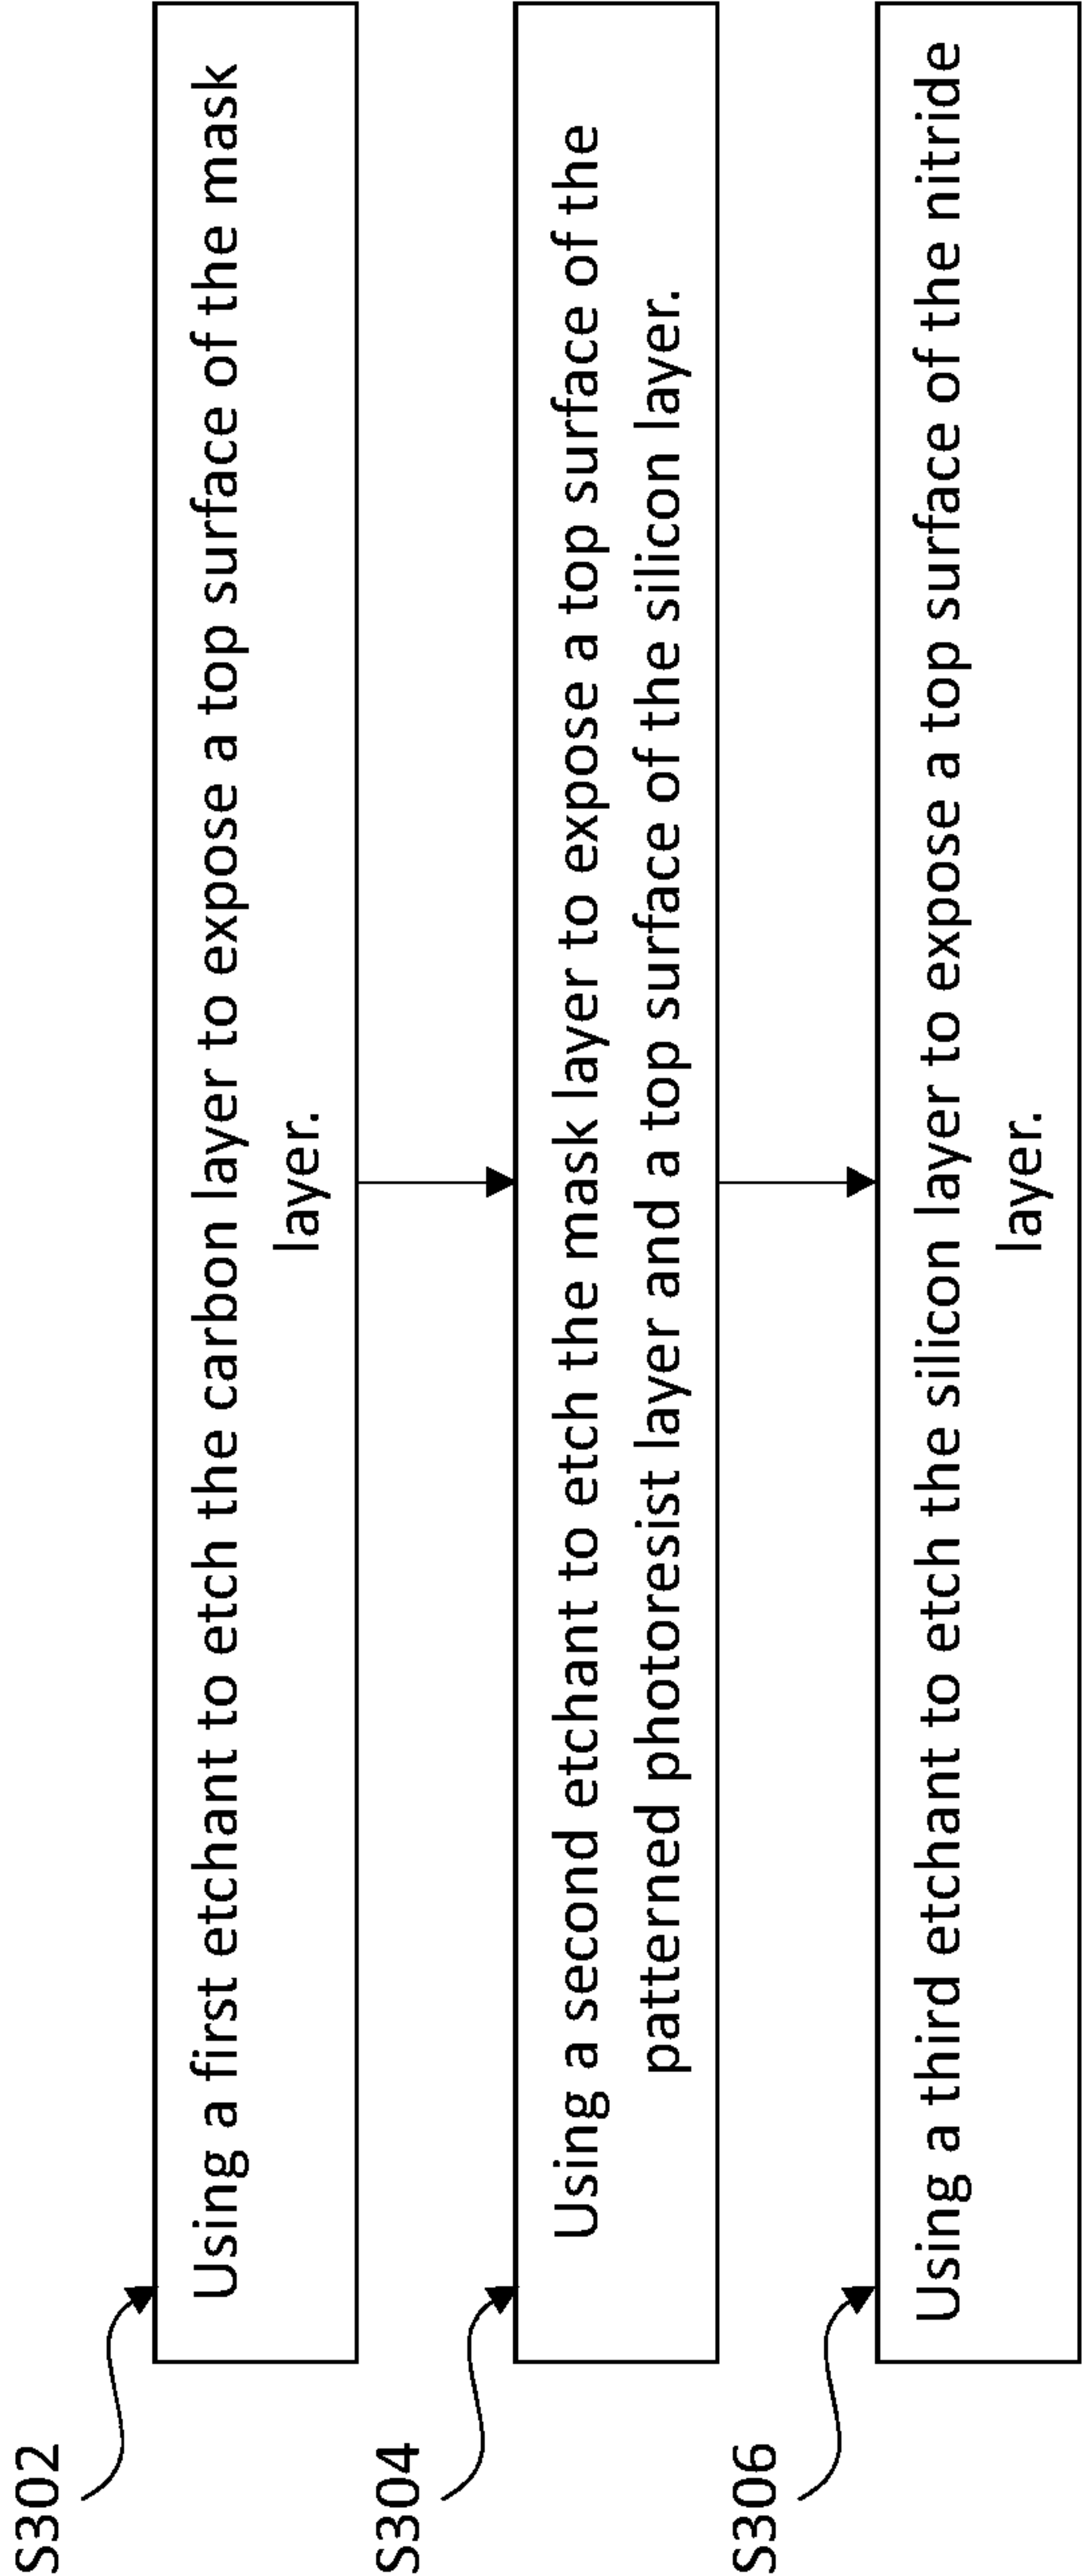 S302
Using a first etchant to etch the carbon layer to expose a top surface of the mask
layer.
S304
Using a second etchant to etch the mask layer to expose a top surface of the
patterned photoresist layer and a top surface of the silicon layer.
S306
Using a third etchant to etch the silicon layer to expose a top surface of the nitride
layer.